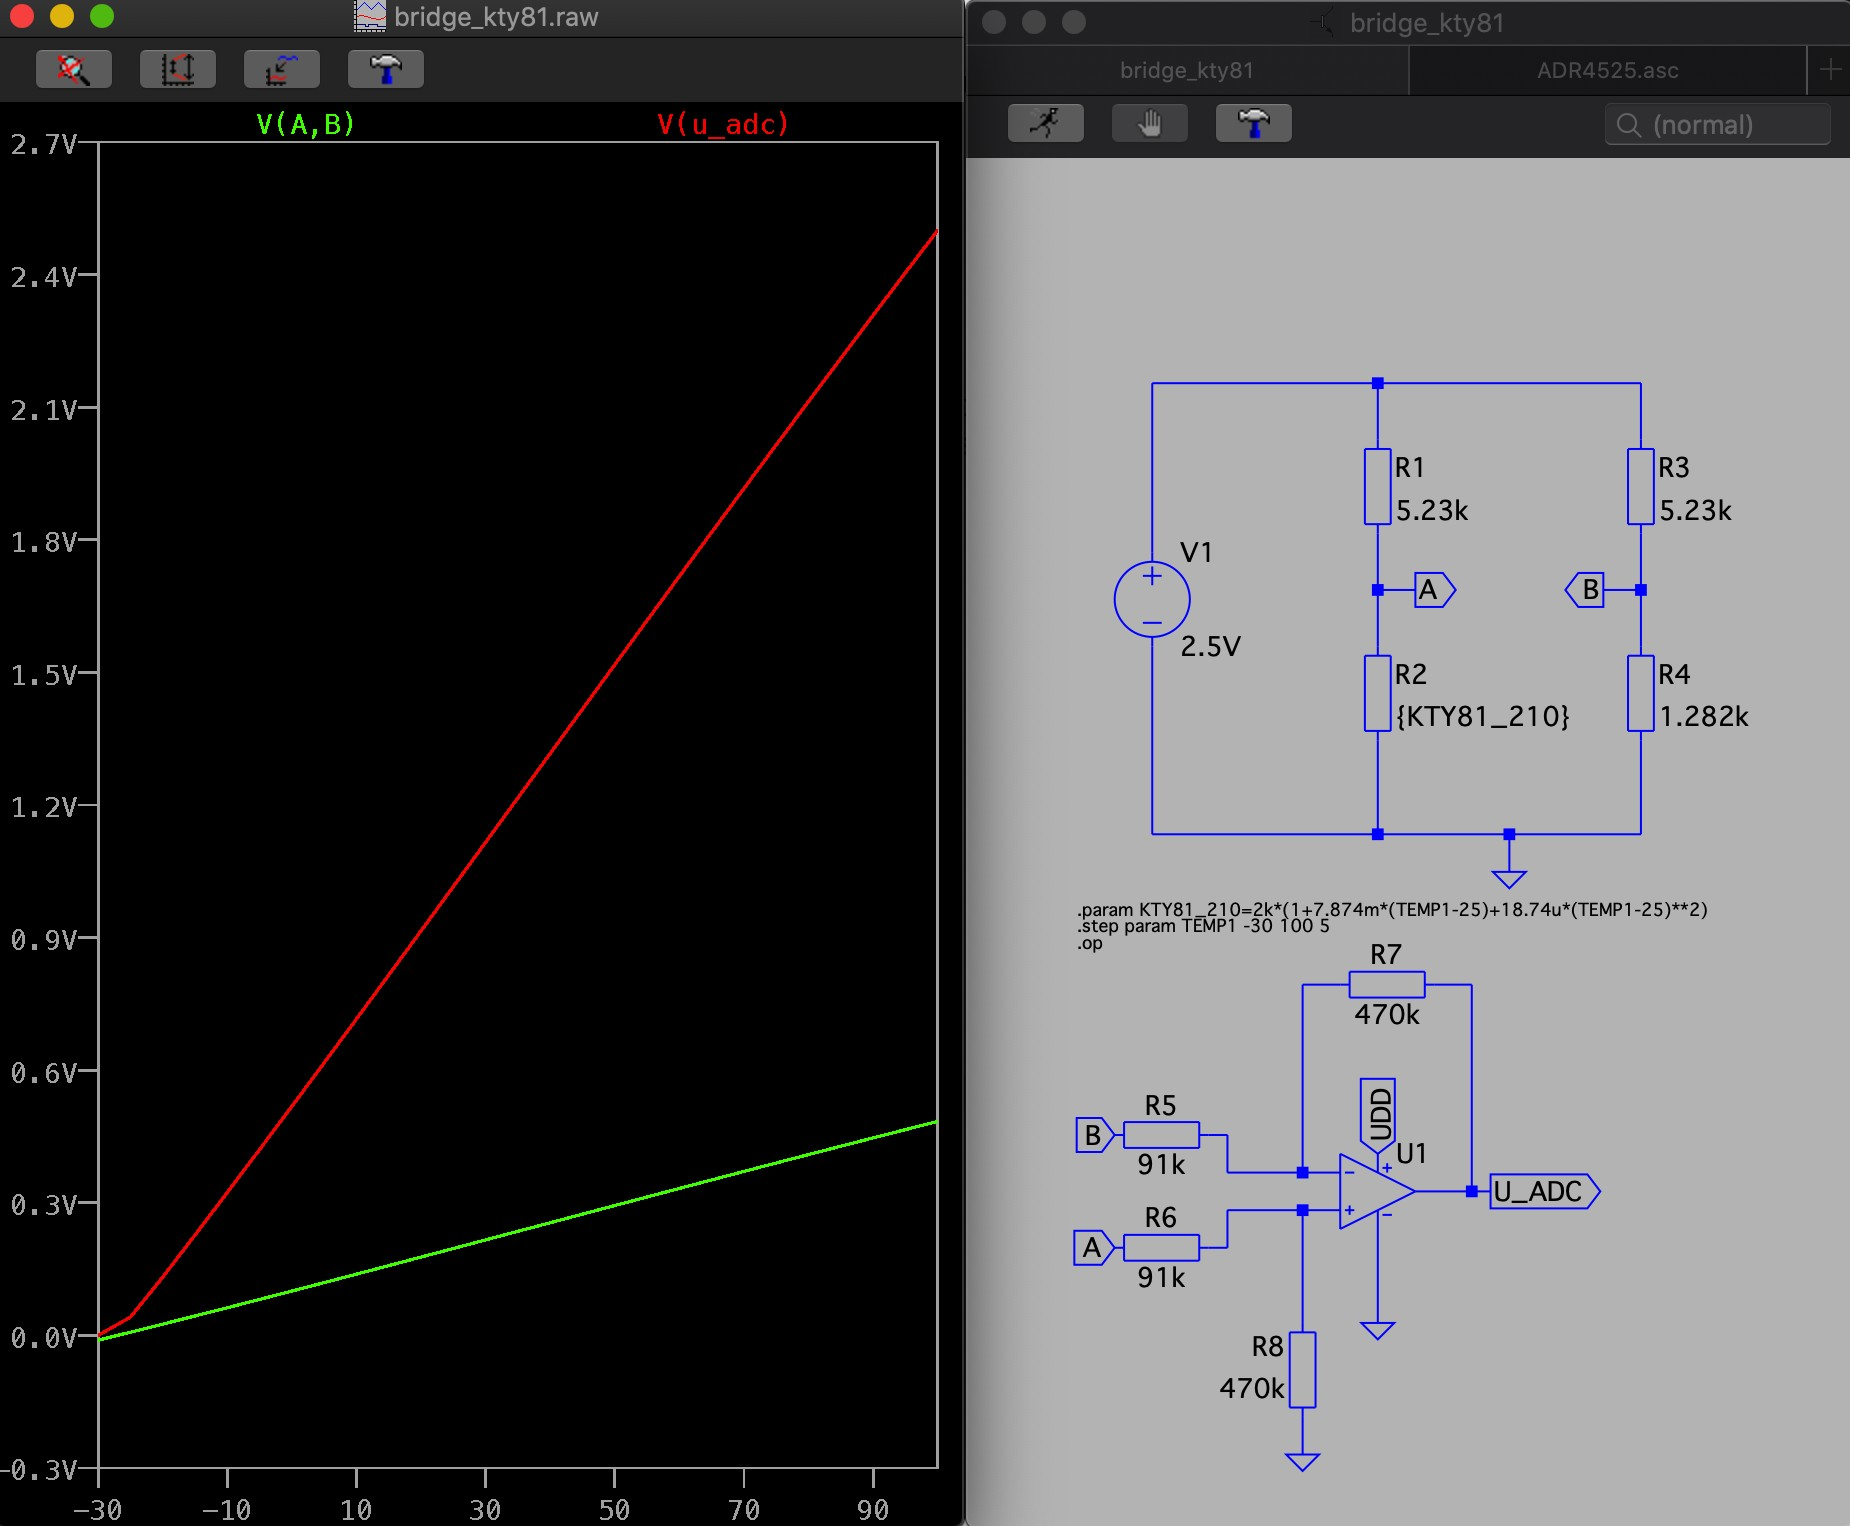 bridge_kty81.raw
V(A,B)
V(u_adc)
2.7V
2.4V
2.1V
1.8V
1.5V
1.2V
0.9V
0.6V
0.3V
0.0V
-0.3V
-30
-10
10
30
50
70
90
bridge_kty81
bridge_kty81
ADR4525.asc
+
(normal)
R1
5.23k
R3
5.23k
V1
2.5V
A
B
R2
{KTY81_210}
R4
1.282k
.param KTY81_210=2k*(1+7.874m*(TEMP1-25)+18.74u*(TEMP1-25)**2)
.step param TEMP1 -30 100 5
.op
R7
470k
UDD
U1
R5
B
91k
U_ADC
R6
A
91k
R8
470k